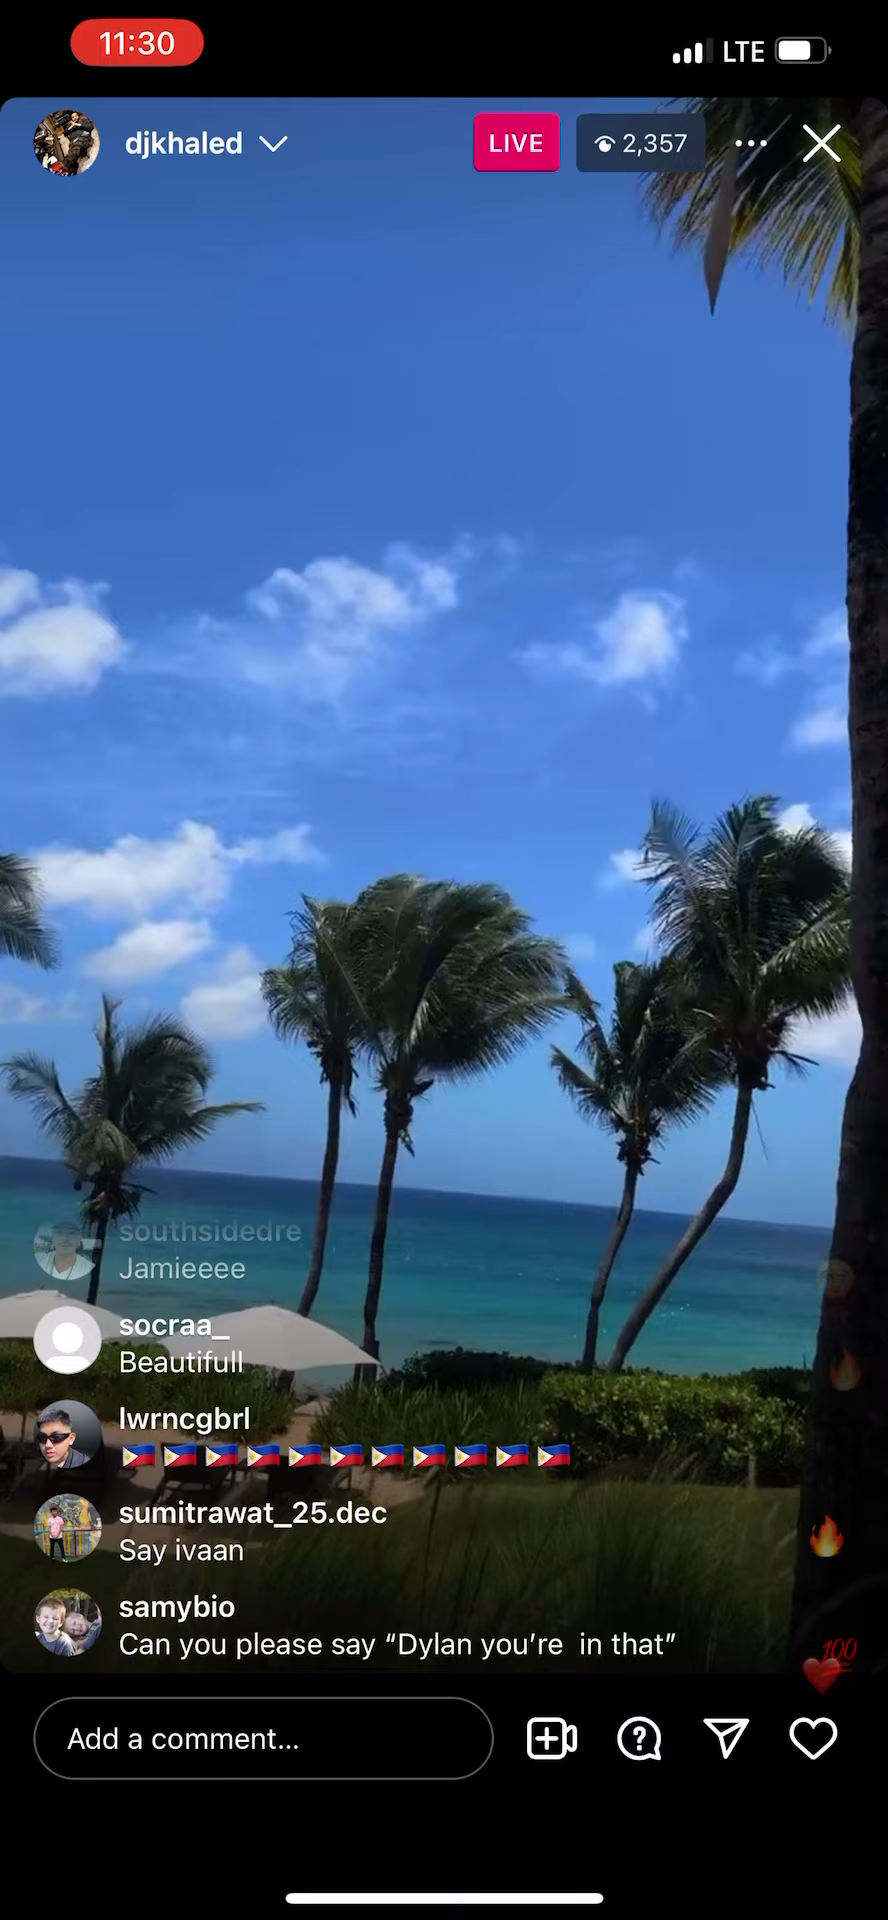 11:30
LTE
djkhaled
LIVE
2,357
southsidedre
Jamieeee
socraa_
Beautifull
lwrncgbrl
🇵🇭🇵🇭🇵🇭🇵🇭🇵🇭🇵🇭🇵🇭🇵🇭🇵🇭🇵🇭🇵🇭
sumitrawat_25.dec
Say ivaan
samybio
Can you please say “Dylan you’re  in that”
100
Add a comment...